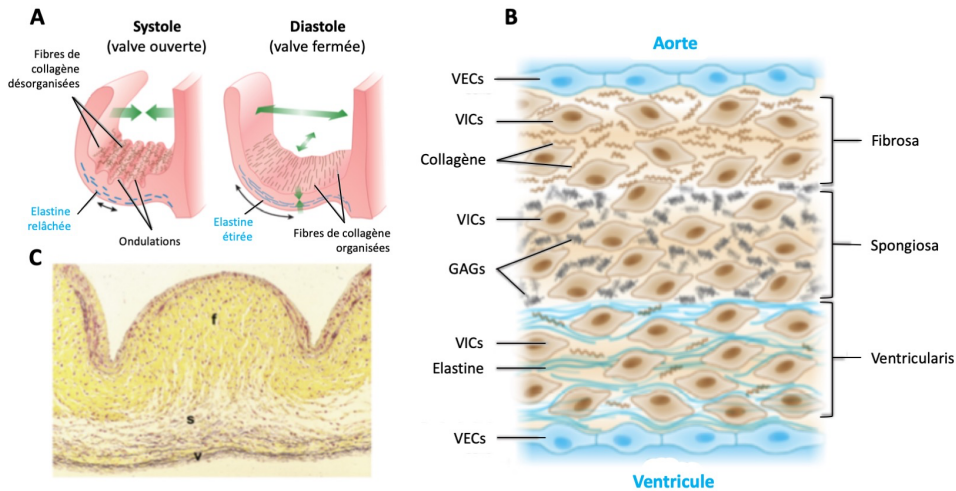 A
Systole
(valve ouverte)
Diastole
(valve fermée)
Fibres de
collagène
désorganisées
Elastine
relâchée
Ondulations
Elastine
étirée
Fibres de collagène
organisées
B
Aorte
VECs
VICs
Collagène
Fibrosa
VICs
GAGs
Spongiosa
VICs
Elastine
Ventricularis
VECs
Ventricule
C
f
s
v